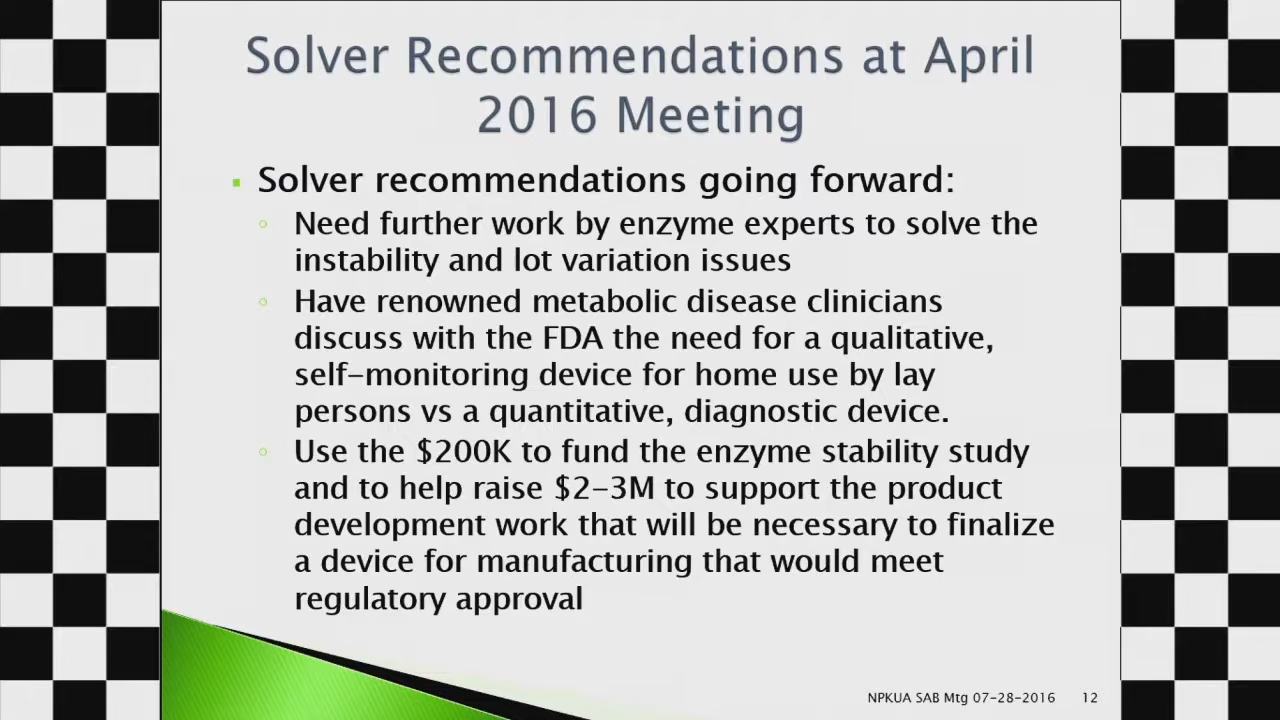 Solver Recommendations at April
2016 Meeting
Solver recommendations going forward:
Need further work by enzyme experts to solve the
instability and lot variation issues
Have renowned metabolic disease clinicians
discuss with the FDA the need for a qualitative,
self-monitoring device for home use by lay
persons vs a quantitative, diagnostic device.
Use the $200K to fund the enzyme stability study
and to help raise $2-3M to support the product
development work that will be necessary to finalize
a device for manufacturing that would meet
regulatory approval
NPKUA SAB Mtg 07-28-2016 12